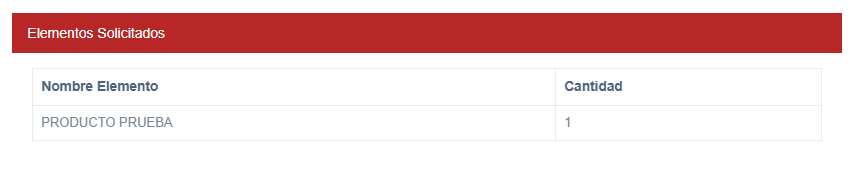 Elementos Solicitados
Nombre Elemento Cantidad
PRODUCTO PRUEBA 1